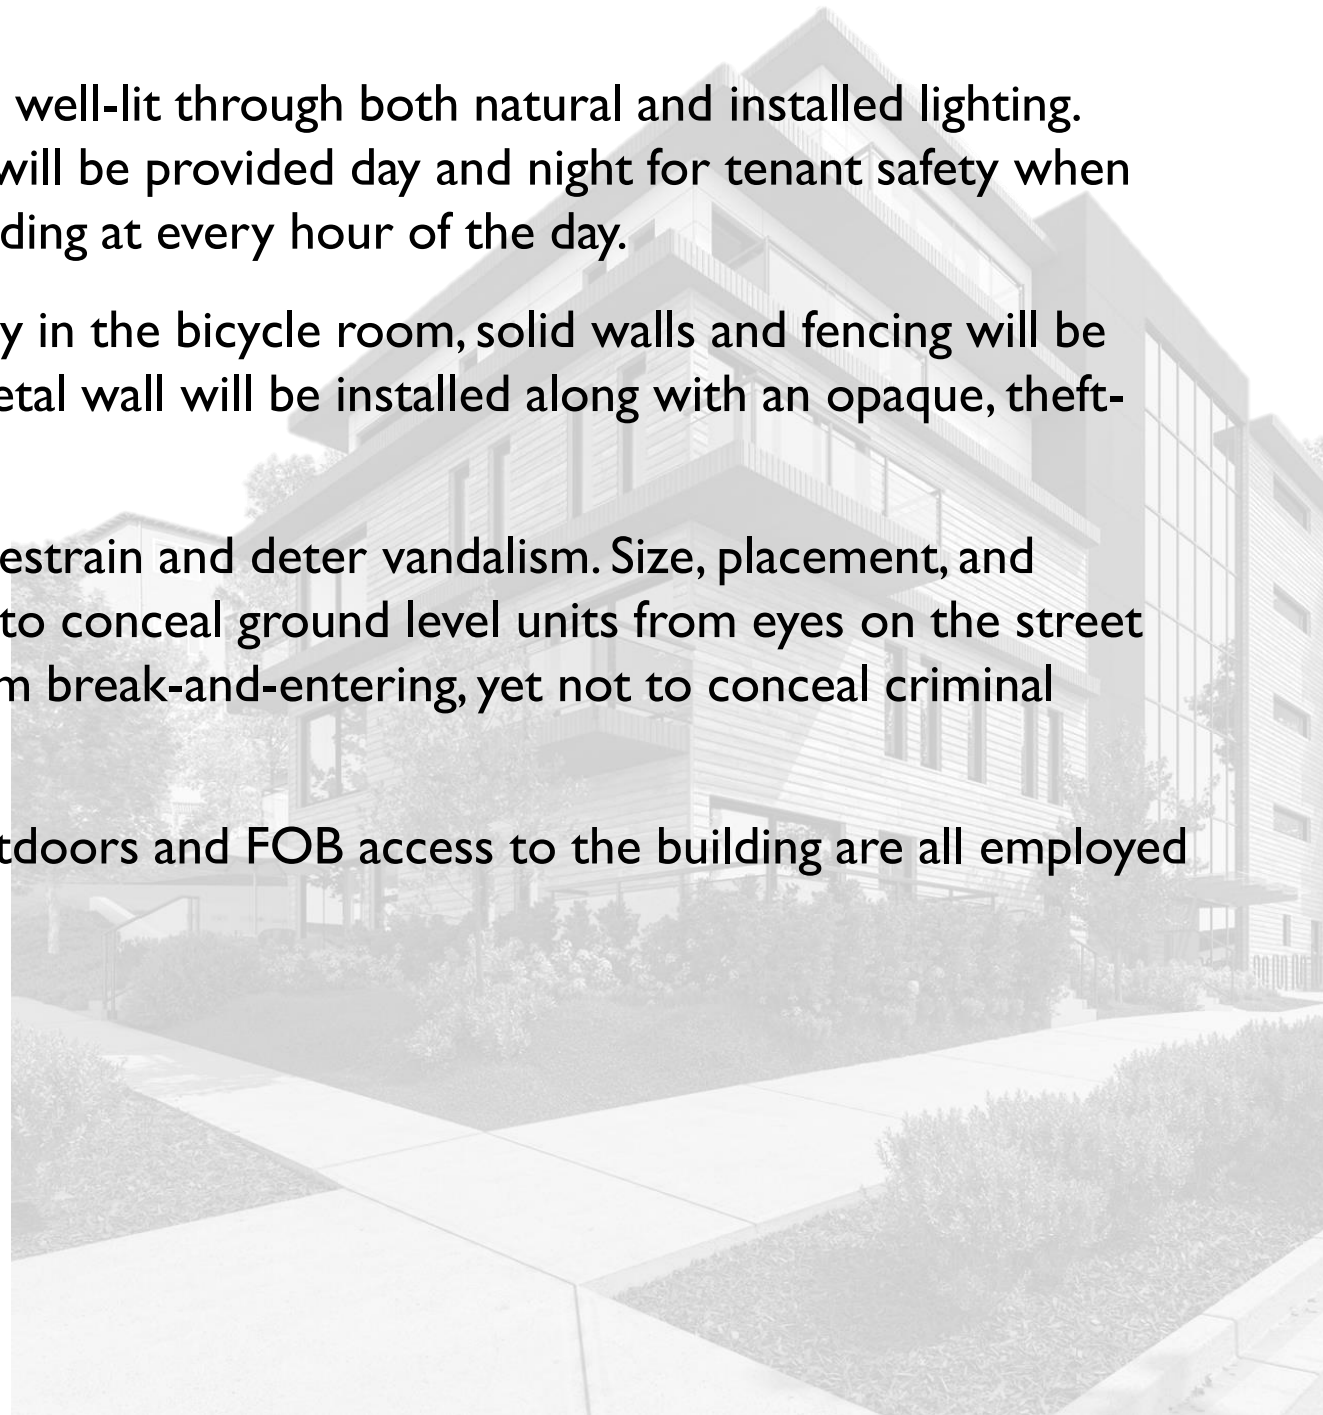 well-lit through both natural and installed lighting.
will be provided day and night for tenant safety when
ding at every hour of the day.
y in the bicycle room, solid walls and fencing will be
etal wall will be installed along with an opaque, theft-
estrain and deter vandalism. Size, placement, and
to conceal ground level units from eyes on the street
m break-and-entering, yet not to conceal criminal
tdoors and FOB access to the building are all employed